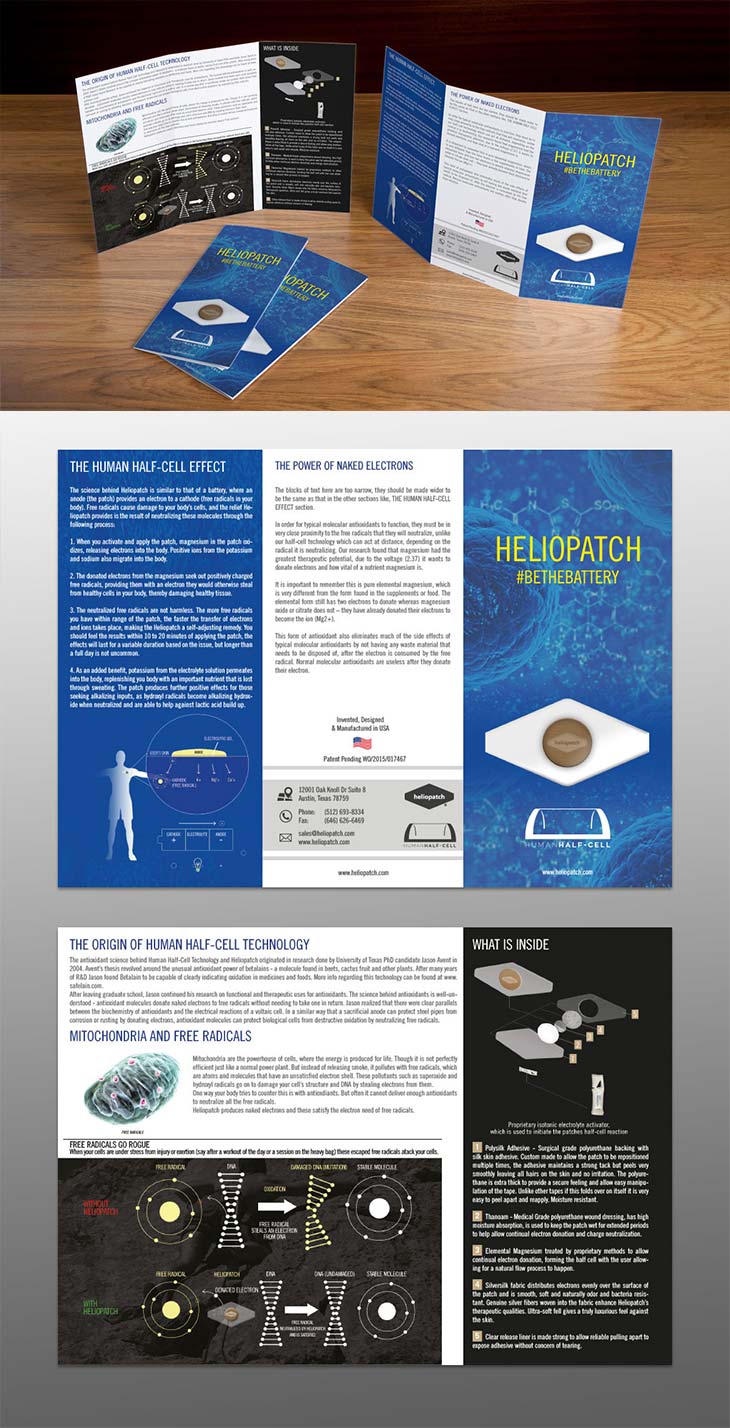 THE ORIGIN OF HUMAN HALF-CELL TECHNOLOGY
MITOCHONDRIA AND FREE RADICALS
WHAT IS INSIDE
THE HUMAN HALF-CELL EFFECT
THE POWER OF NAKED ELECTRONS
HELIOPATCH
#BETHEBATTERY
HELIOPATCH
#BETHEBATTERY
HELIOPATCH
THE HUMAN HALF-CELL EFFECT
The science behind Heliopatch is similar to that of a battery, where an
anode (the patch) provides an electron to a cathode (free radicals in your
body). Free radicals cause damage to your body's cells, and the relief He-
liopatch provides is the result of neutralizing these molecules through the
following process:
1. When you activate and apply the patch, magnesium in the patch oxi-
dizes, releasing electrons into the body. Positive ions from the potassium
and sodium also migrate into the body.
2. The donated electrons from the magnesium seek out positively charged
free radicals, providing them with an electron they would otherwise steal
from healthy cells in your body, thereby damaging healthy tissue.
3. The neutralized free radicals are not harmless. The more free radicals
you have within range of the patch, the faster the transfer of electrons
and ions takes place, making the Heliopatch a self-adjusting remedy. You
should feel the results within 10 to 20 minutes of applying the patch, the
effects will last for a variable duration based on the issue, but longer than
a full day is not uncommon.
4. As an added benefit, potassium from the electrolyte solution permeates
into the body, replenishing you body with an important nutrient that is lost
through sweating. The patch produces further positive effects for those
seeking alkalizing inputs, as hydroxyl radicals become alkalizing hydrox-
ide when neutralized and are able to help against lactic acid build up.
ELECTROLYTIC GEL
USER'S SKIN
ANODE
CATHODE
(FREE RADICAL)
K+ Mg+ Ca+
CATHODE ELECTROLYTE ANODE
+ -
THE POWER OF NAKED ELECTRONS
The blocks of text here are too narrow, they should be made wider to
be the same as that in the other sections like, THE HUMAN HALF-CELL
EFFECT section.
In order for typical molecular antioxidants to function, they must be in
very close proximity to the free radicals that they will neutralize, unlike
our half-cell technology which can act at distance, depending on the
radical it is neutralizing. Our research found that magnesium had the
greatest therapeutic potential, due to the voltage (2.37) it wants to
donate electrons and how vital of a nutrient magnesium is.
It is important to remember this is pure elemental magnesium, which
is very different from the form found in the supplements or food. The
elemental form still has two electrons to donate whereas magnesium
oxide or citrate does not – they have already donated their electrons to
become the ion (Mg2+).
This form of antioxidant also eliminates much of the side effects of
typical molecular antioxidants by not having any waste material that
needs to be disposed of, after the electron is consumed by the free
radical. Normal molecular antioxidants are useless after they donate
their electron.
Invented, Designed
& Manufactured in USA
Patent Pending WO/2015/017467
12001 Oak Knoll Dr Suite 8
Austin, Texas 78759
Phone: (512) 693-8334
Fax: (646) 626-6469
sales@heliopatch.com
www.heliopatch.com
heliopatch
HUMANHALF-CELL
www.heliopatch.com
HELIOPATCH
#BETHEBATTERY
heliopatch
HUMANHALF-CELL
heliopatch.com
THE ORIGIN OF HUMAN HALF-CELL TECHNOLOGY
The antioxidant science behind Human Half-Cell Technology and Heliopatch originated in research done by University of Texas PhD candidate Jason Avent in
2004. Avent's thesis revolved around the unusual antioxidant power of betalains - a molecule found in beets, cactus fruit and other plants. After many years
of R&D Jason found Betalain to be capable of clearly indicating oxidation in medicines and foods. More info regarding this technology can be found at www.
safelain.com.
After leaving graduate school, Jason continued his research on functional and therapeutic uses for antioxidants. The science behind antioxidants is well-un-
derstood - antioxidant molecules donate naked electrons to free radicals without needing to take one in return. Jason realized that there were clear parallels
between the biochemistry of antioxidants and the electrical reactions of a voltaic cell. In a similar way that a sacrificial anode can protect steel pipes from
corrosion or rusting by donating electrons, antioxidant molecules can protect biological cells from destructive oxidation by neutralizing free radicals.
MITOCHONDRIA AND FREE RADICALS
Mitochondria are the powerhouse of cells, where the energy is produced for life. Though it is not perfectly
efficient just like a normal power plant. But instead of releasing smoke, it pollutes with free radicals, which
are atoms and molecules that have an unsatisfied electron shell. These pollutants such as superoxide and
hydroxyl radicals go on to damage your cell's structure and DNA by stealing electrons from them.
One way your body tries to counter this is with antioxidants. But often it cannot deliver enough antioxidants
to neutralize all the free radicals.
Heliopatch produces naked electrons and these satisfy the electron need of free radicals.
FREE RADICALS
FREE RADICALS GO ROGUE
When your cells are under stress from injury or exertion (say after a workout of the day or a session on the heavy bag) these escaped free radicals atack your cells.
FREE RADICAL DNA DAMAGED DNA (MUTATION) STABLE MOLECULE
OXIDATION
WITHOUT
HELIOPATCH
FREE RADICAL
STEALS AN ELECTRON
FROM DNA
FREE RADICAL HELIOPATCH DNA DNA (UNDAMAGED) STABLE MOLECULE
DONATED ELECTRON
WITH
HELIOPATCH
FREE RADICAL
NEUTRALIZED BY HELIOPATCH
AND IS SATISFIED
WHAT IS INSIDE
5
4
3
2
1
Proprietary isotonic electrolyte activator,
which is used to initiate the patches half-cell reaction
1 Polysilk Adhesive - Surgical grade polyurethane backing with
silk skin adhesive. Custom made to allow the patch to be repositioned
multiple times, the adhesive maintains a strong tack but peels very
smoothly leaving all hairs on the skin and no irritation. The polyure-
thane is extra thick to provide a secure feeling and allow easy manipu-
lation of the tape. Unlike other tapes if this folds over on itself it is very
easy to peel apart and reapply. Moisture resistant.
2 Thanoam - Medical Grade polyurethane wound dressing, has high
moisture absorption, is used to keep the patch wet for extended periods
to help allow continual electron donation and charge neutralization.
3 Elemental Magnesium treated by proprietary methods to allow
continual electron donation, forming the half cell with the user allow-
ing for a natural flow process to happen.
4 Silversilk fabric distributes electrons evenly over the surface of
the patch and is smooth, soft and naturally odor and bacteria resis-
tant. Genuine silver fibers woven into the fabric enhance Heliopatch's
therapeutic qualities. Ultra-soft fell gives a truly luxurious feel against
the skin.
5 Clear release liner is made strong to allow reliable pulling apart to
expose adhesive without concern of tearing.